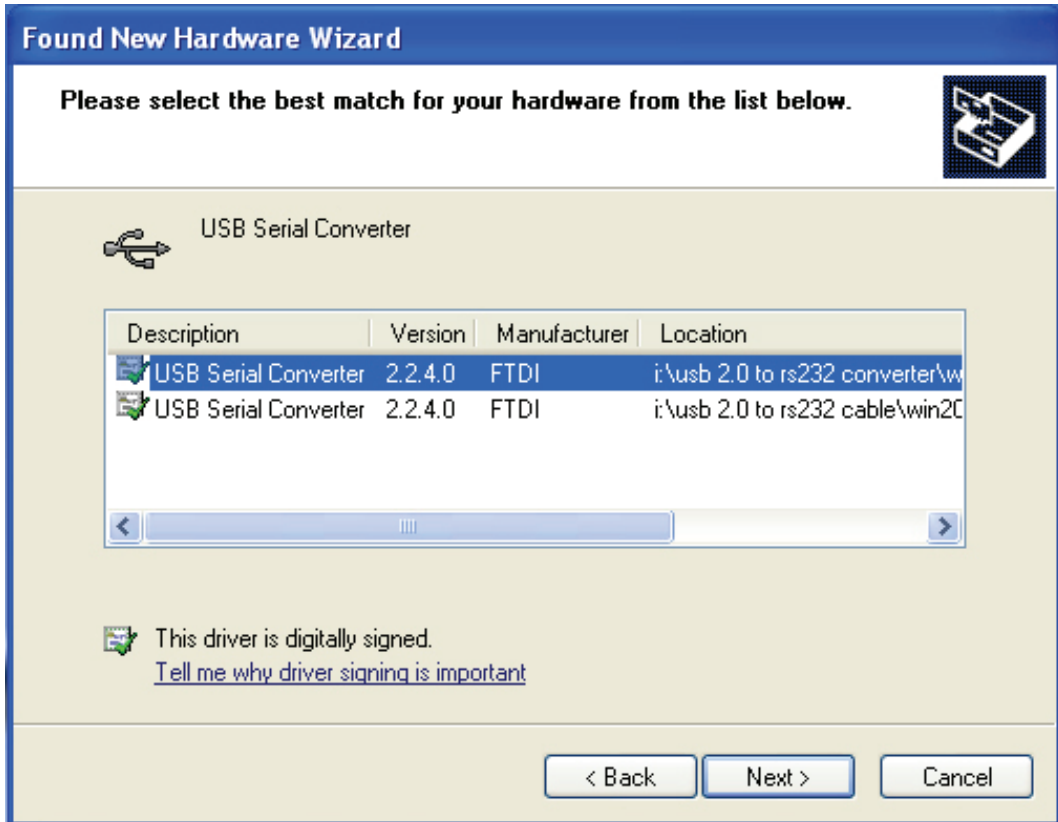 Found New Hardware Wizard
Please select the best match for your hardware from the list below.
USB Serial Converter
Description Version Manufacturer Location
USB Serial Converter 2.2.4.0 FTDI i:\usb 2.0 to rs232 converter\w
USB Serial Converter 2.2.4.0 FTDI i:\usb 2.0 to rs232 cable\win20
This driver is digitally signed.
Tell me why driver signing is important
< Back Next > Cancel